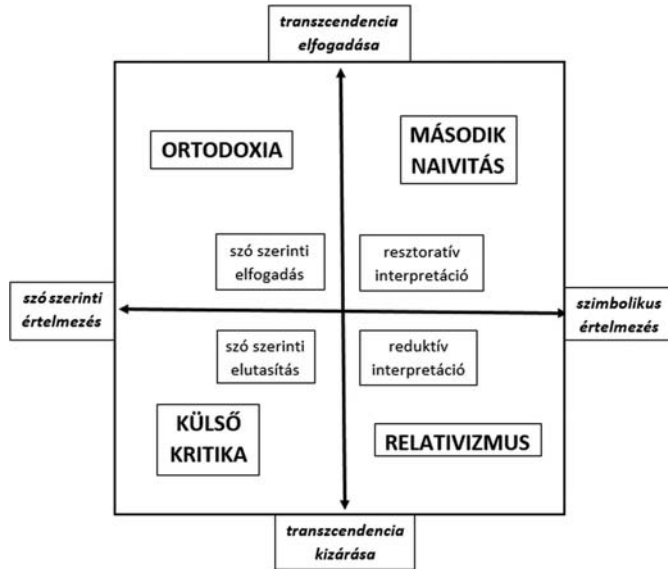 transzcendencia
elfogadása
ORTODOXIA
MÁSODIK
NAIVITÁS
szó szerinti
elfogadás
resztoratív
interpretáció
szó szerinti
értelmezés
szimbolikus
értelmezés
szó szerinti
elutasítás
reduktív
interpretáció
KÜLSŐ
KRITIKA
RELATIVIZMUS
transzcendencia
kizárása